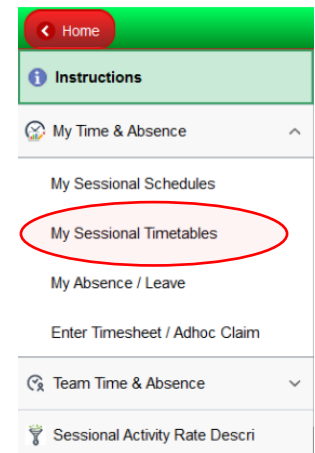 Home
Instructions
My Time & Absence
My Sessional Schedules
My Sessional Timetables
My Absence / Leave
Enter Timesheet / Adhoc Claim
Team Time & Absence
Sessional Activity Rate Descri